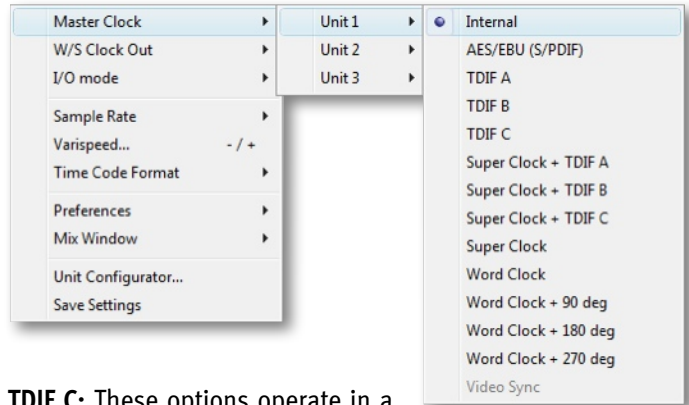 Master Clock
W/S Clock Out
I/O mode
Sample Rate
Varispeed... - / +
Time Code Format
Preferences
Mix Window
Unit Configurator...
Save Settings
Unit 1
Unit 2
Unit 3
Internal
AES/EBU (S/PDIF)
TDIF A
TDIF B
TDIF C
Super Clock + TDIF A
Super Clock + TDIF B
Super Clock + TDIF C
Super Clock
Word Clock
Word Clock + 90 deg
Word Clock + 180 deg
Word Clock + 270 deg
Video Sync
TDIF C: These options operate in a